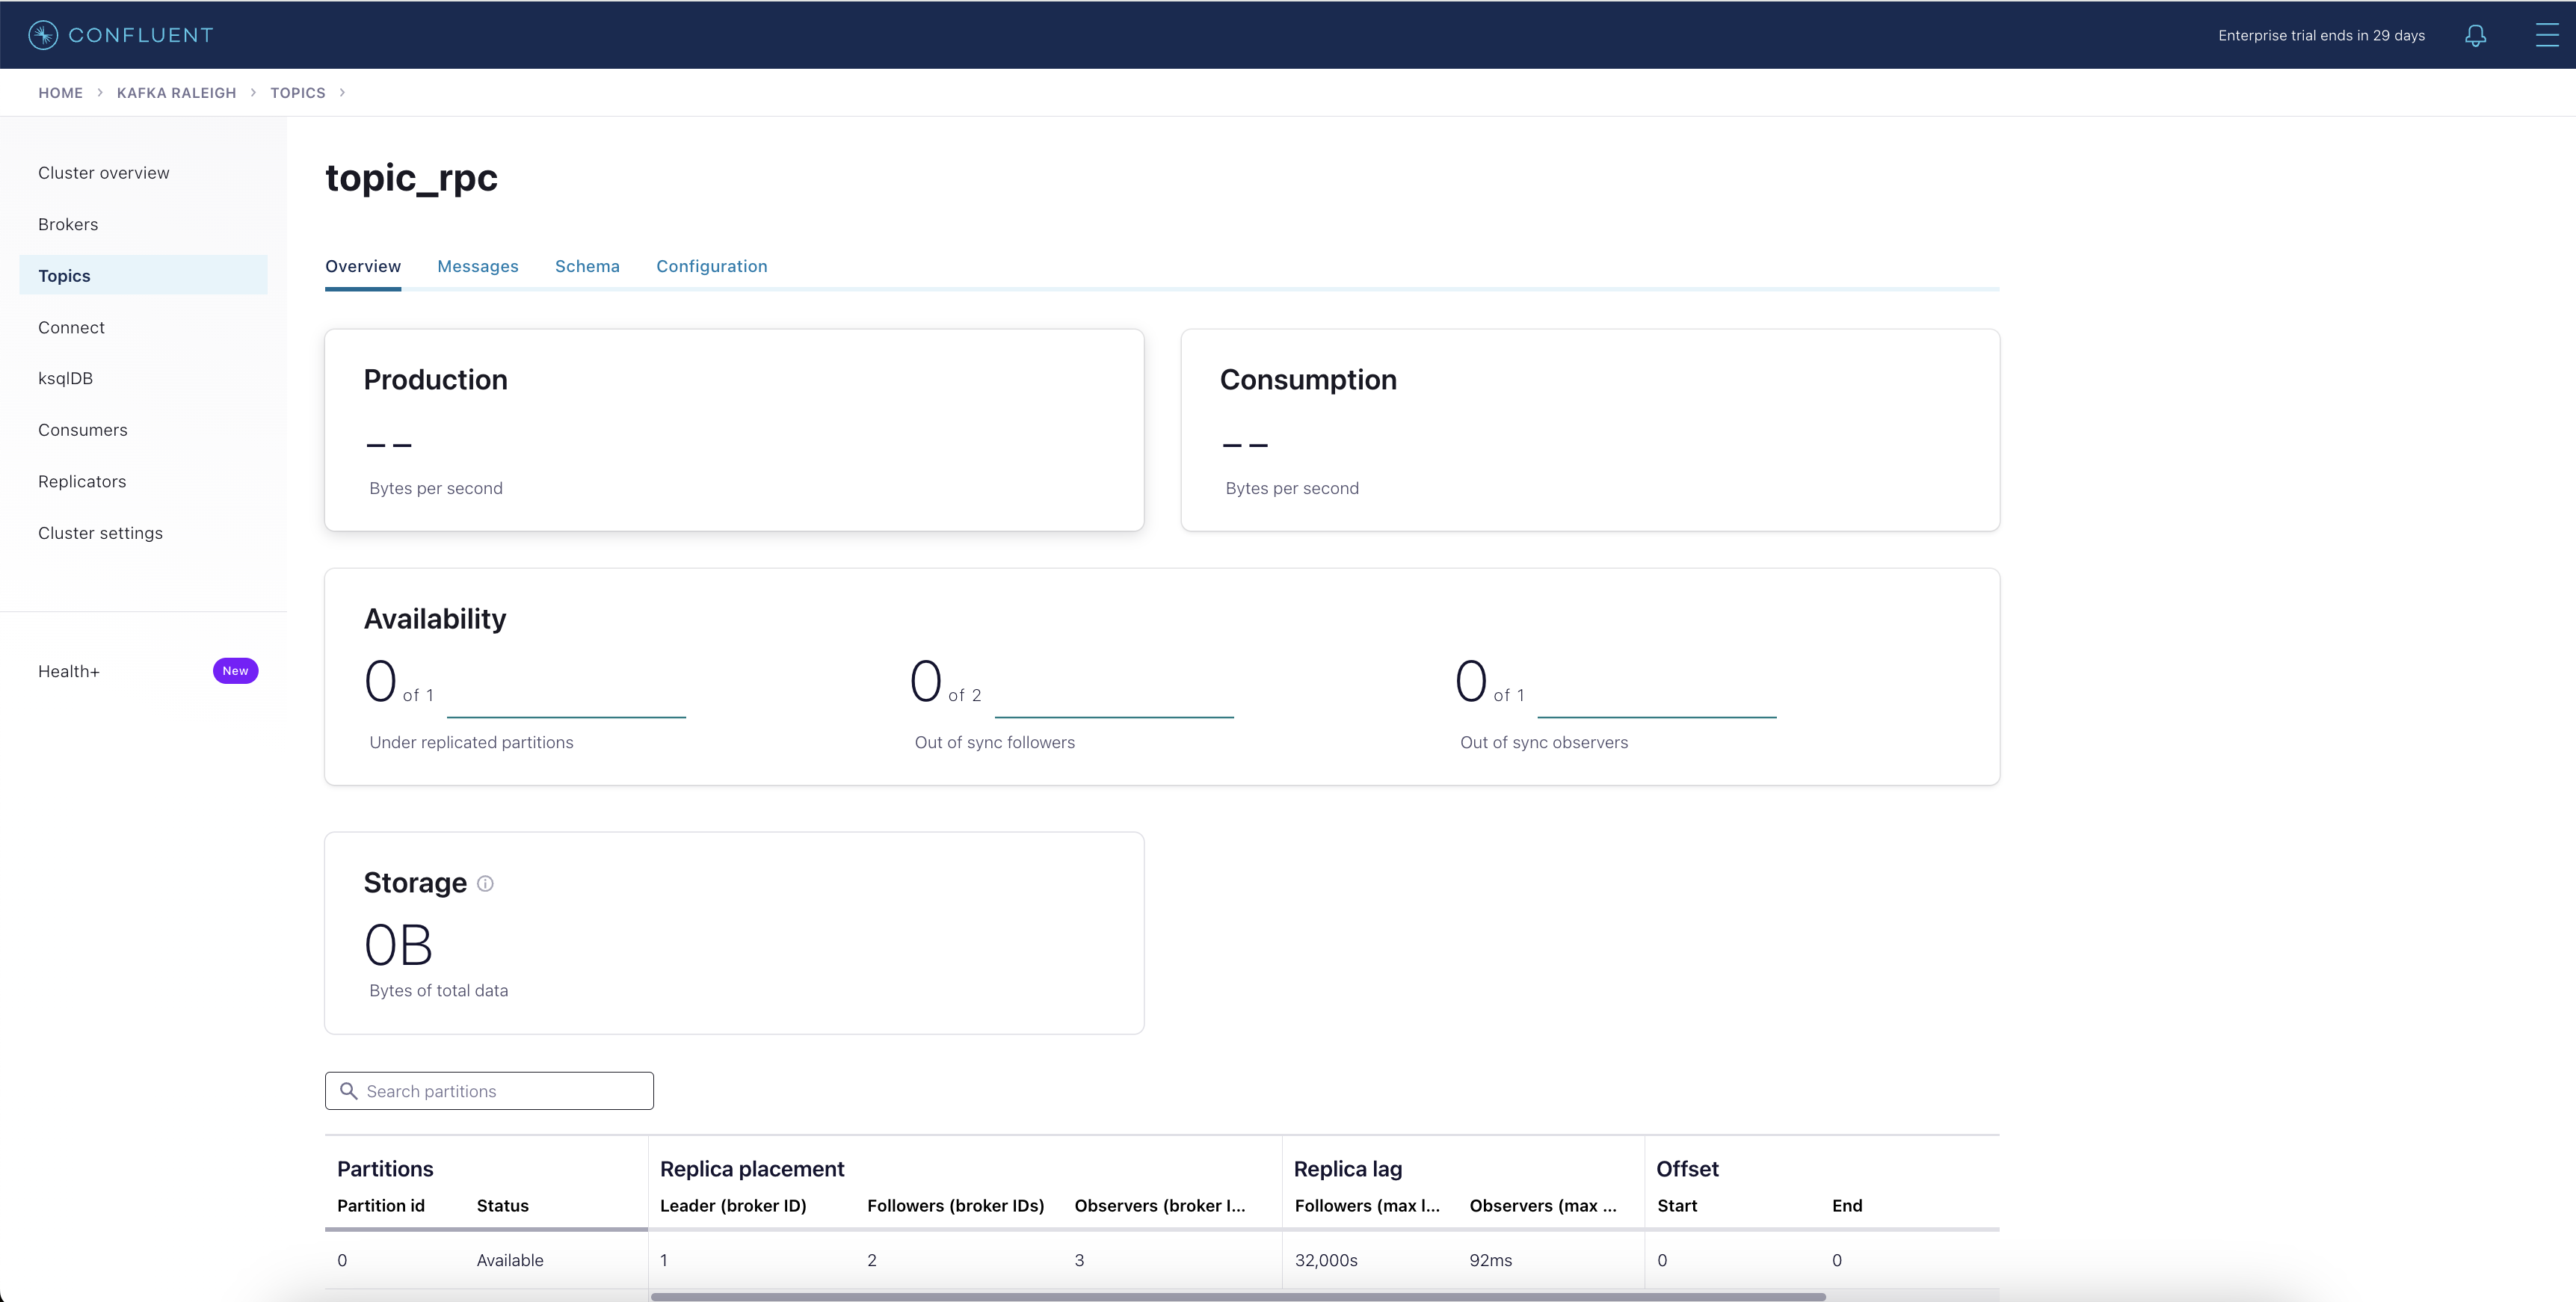 CONFLUENT
Enterprise trial ends in 29 days
HOME > KAFKA RALEIGH > TOPICS >
Cluster overview
Brokers
Topics
Connect
ksqlDB
Consumers
Replicators
Cluster settings
Health+ New
topic_rpc
Overview Messages Schema Configuration
Production
--
Bytes per second
Consumption
--
Bytes per second
Availability
0 of 1
Under replicated partitions
0 of 2
Out of sync followers
0 of 1
Out of sync observers
Storage
0B
Bytes of total data
Search partitions
Partitions Replica placement Replica lag Offset
Partition id Status Leader (broker ID) Followers (broker IDs) Observers (broker I... Followers (max l... Observers (max ... Start End
0 Available 1 2 3 32,000s 92ms 0 0